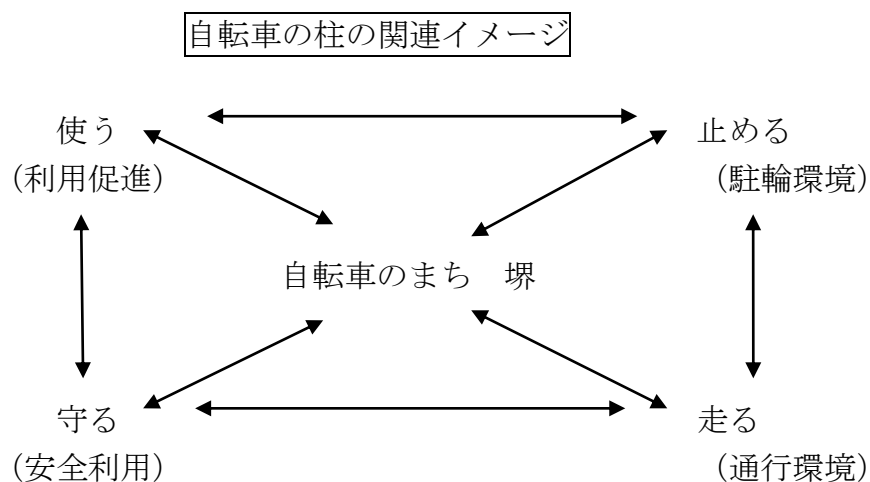 自転車の柱の関連イメージ
使う
止める
(利用促進)
(駐輪環境)
自転車のまち　堺
守る
走る
(安全利用)
(通行環境)